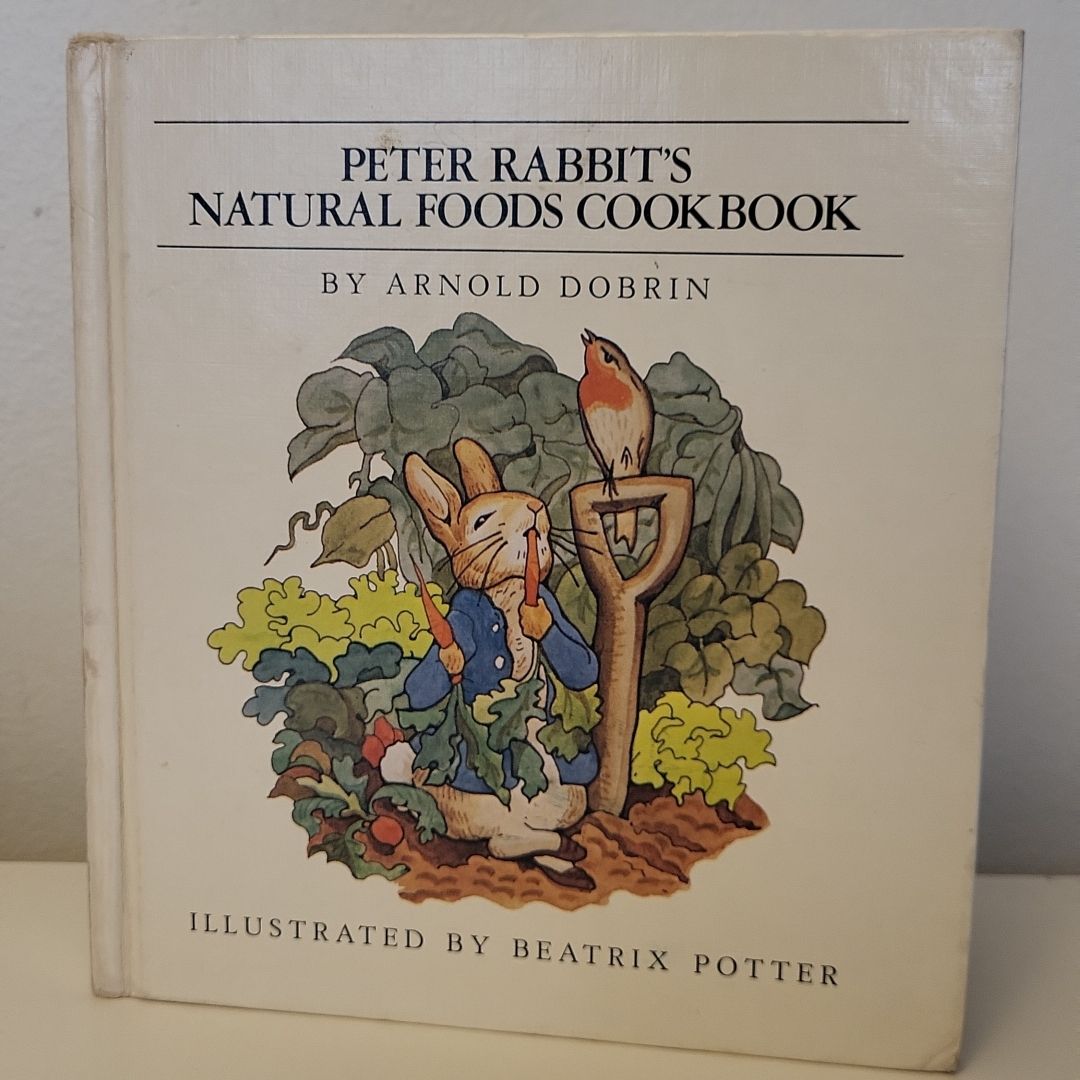 PETER RABBIT'S
NATURAL FOODS COOKBOOK
BY ARNOLD DOBRIN
ILLUSTRATED BY BEATRIX POTTER